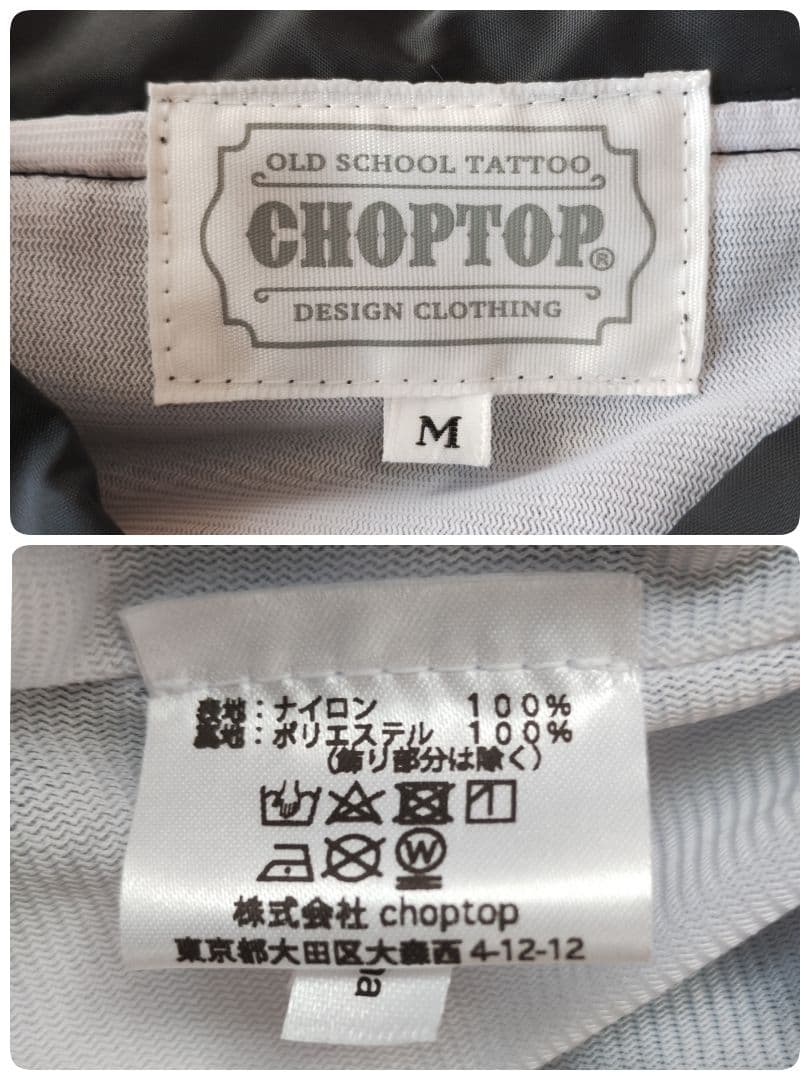 OLD SCHOOL TATTOO
CHOPTOP®
DESIGN CLOTHING
M
表地：ナイロン 100%
裏地：ポリエステル 100%
（飾り部分は除く）
W
株式会社 choptop
東京都大田区大森西 4-12-12